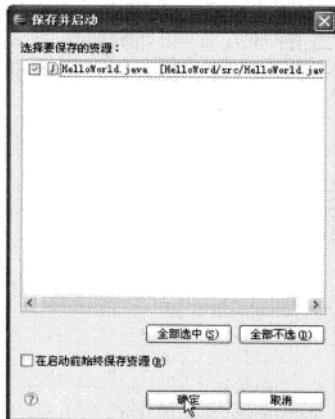 保存并启动
选择要保存的资源：
HelloWorld.java [HelloWord/src/HelloWorld.jav
全部选中(S) 全部不选(D)
在启动前始终保存资源(R)
确定 取消